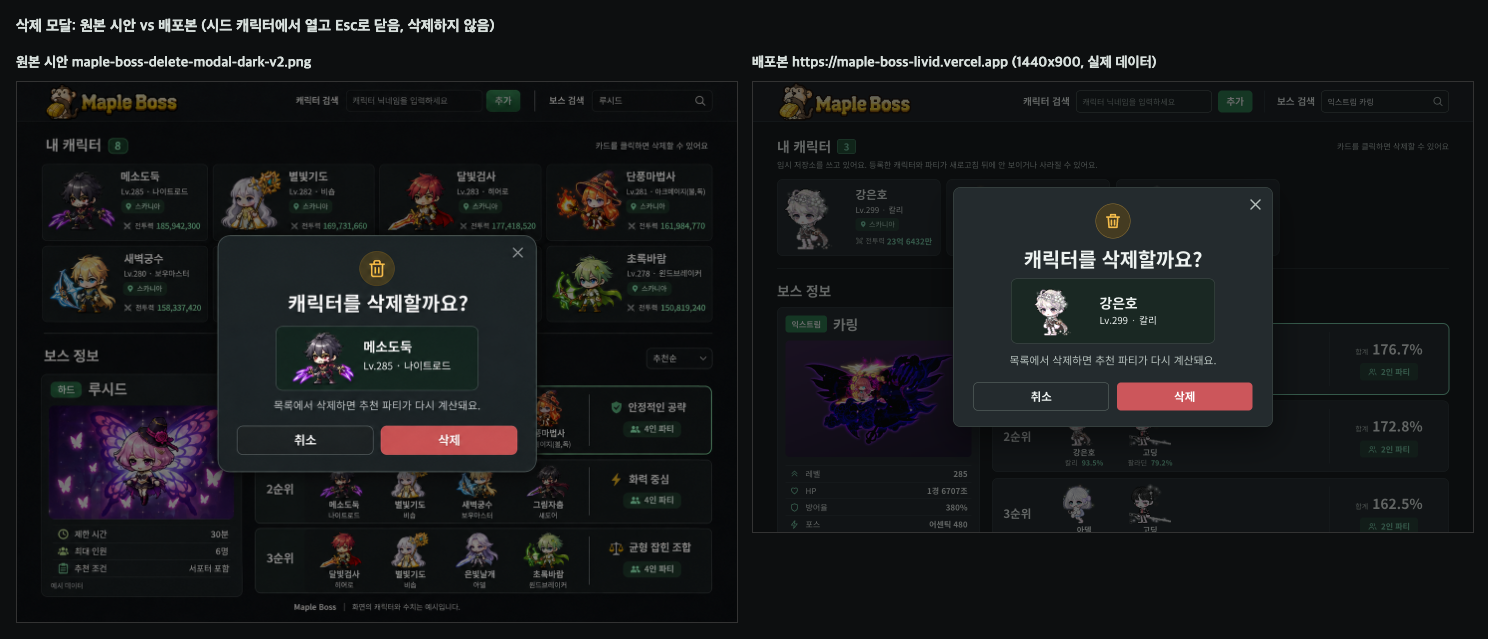 삭제 모달: 원본 시안 vs 배포본 (시드 캐릭터에서 열고 Esc로 닫음, 삭제하지 않음)
원본 시안 maple-boss-delete-modal-dark-v2.png
Maple Boss
캐릭터 검색
캐릭터 닉네임을 입력하세요
추가
보스 검색
루시드
내 캐릭터 8
카드를 클릭하면 삭제할 수 있어요
메소도둑
Lv.285 · 나이트로드
스카니아
전투력 185,942,300
별빛기도
Lv.282 · 비숍
스카니아
전투력 169,731,660
달빛검사
Lv.283 · 히어로
스카니아
전투력 177,418,520
단풍마법사
Lv.281 · 아크메이지(불,독)
스카니아
전투력 161,984,770
새벽궁수
Lv.280 · 보우마스터
스카니아
전투력 158,337,420
초록바람
Lv.278 · 윈드브레이커
스카니아
전투력 150,819,240
캐릭터를 삭제할까요?
메소도둑
Lv.285 · 나이트로드
목록에서 삭제하면 추천 파티가 다시 계산돼요.
취소
삭제
보스 정보
추천순
하드 루시드
제한 시간 30분
최대 인원 6명
추천 조건 서포터 포함
예시 데이터
안정적인 공략
4인 파티
2순위
메소도둑
나이트로드
별빛기도
비숍
새벽궁수
보우마스터
그림자춤
섀도어
화력 중심
4인 파티
3순위
달빛검사
히어로
별빛기도
비숍
은빛날개
아델
초록바람
윈드브레이커
균형 잡힌 조합
4인 파티
Maple Boss | 화면의 캐릭터와 수치는 예시입니다.
배포본 https://maple-boss-livid.vercel.app (1440x900, 실제 데이터)
Maple Boss
캐릭터 검색
캐릭터 닉네임을 입력하세요
추가
보스 검색
익스트림 카링
내 캐릭터 3
임시 저장소를 쓰고 있어요. 등록한 캐릭터와 파티가 새로고침 뒤에 안 보이거나 사라질 수 있어요.
카드를 클릭하면 삭제할 수 있어요
강은호
Lv.299 · 칼리
스카니아
전투력 23억 6432만
캐릭터를 삭제할까요?
강은호
Lv.299 · 칼리
목록에서 삭제하면 추천 파티가 다시 계산돼요.
취소
삭제
보스 정보
익스트림 카링
레벨 285
HP 1경 6707조
방어율 380%
포스 어센틱 480
합계 176.7%
2인 파티
2순위
강은호
칼리 93.5%
고딩
팔라딘 79.2%
합계 172.8%
2인 파티
3순위
아델
고딩
합계 162.5%
2인 파티